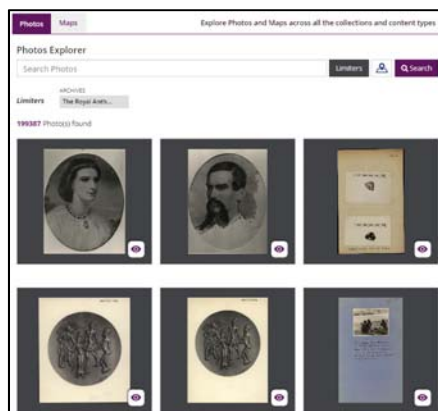 Photos Maps Explore Photos and Maps across all the collections and content types
Photos Explorer
Search Photos Limiters Search
ARCHIVES
Limiters The Royal Anth...
199387 Photo(s) found